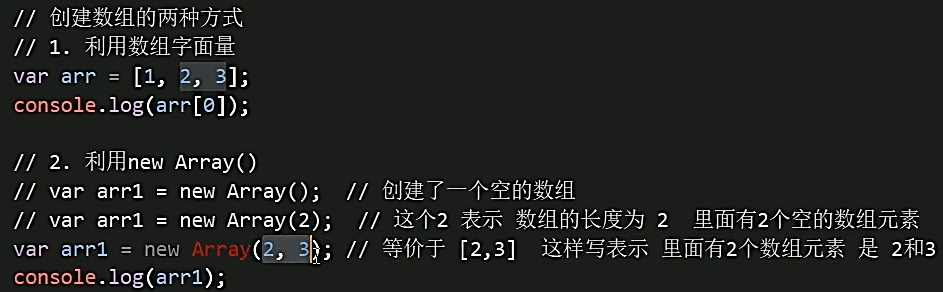 // 创建数组的两种方式
// 1. 利用数组字面量
var arr = [1, 2, 3];
console.log(arr[0]);
// 2. 利用new Array()
// var arr1 = new Array();  // 创建了一个空的数组
// var arr1 = new Array(2);  // 这个2 表示 数组的长度为 2  里面有2个空的数组元素
var arr1 = new Array(2, 3); // 等价于 [2,3]  这样写表示 里面有2个数组元素 是 2和3
console.log(arr1);